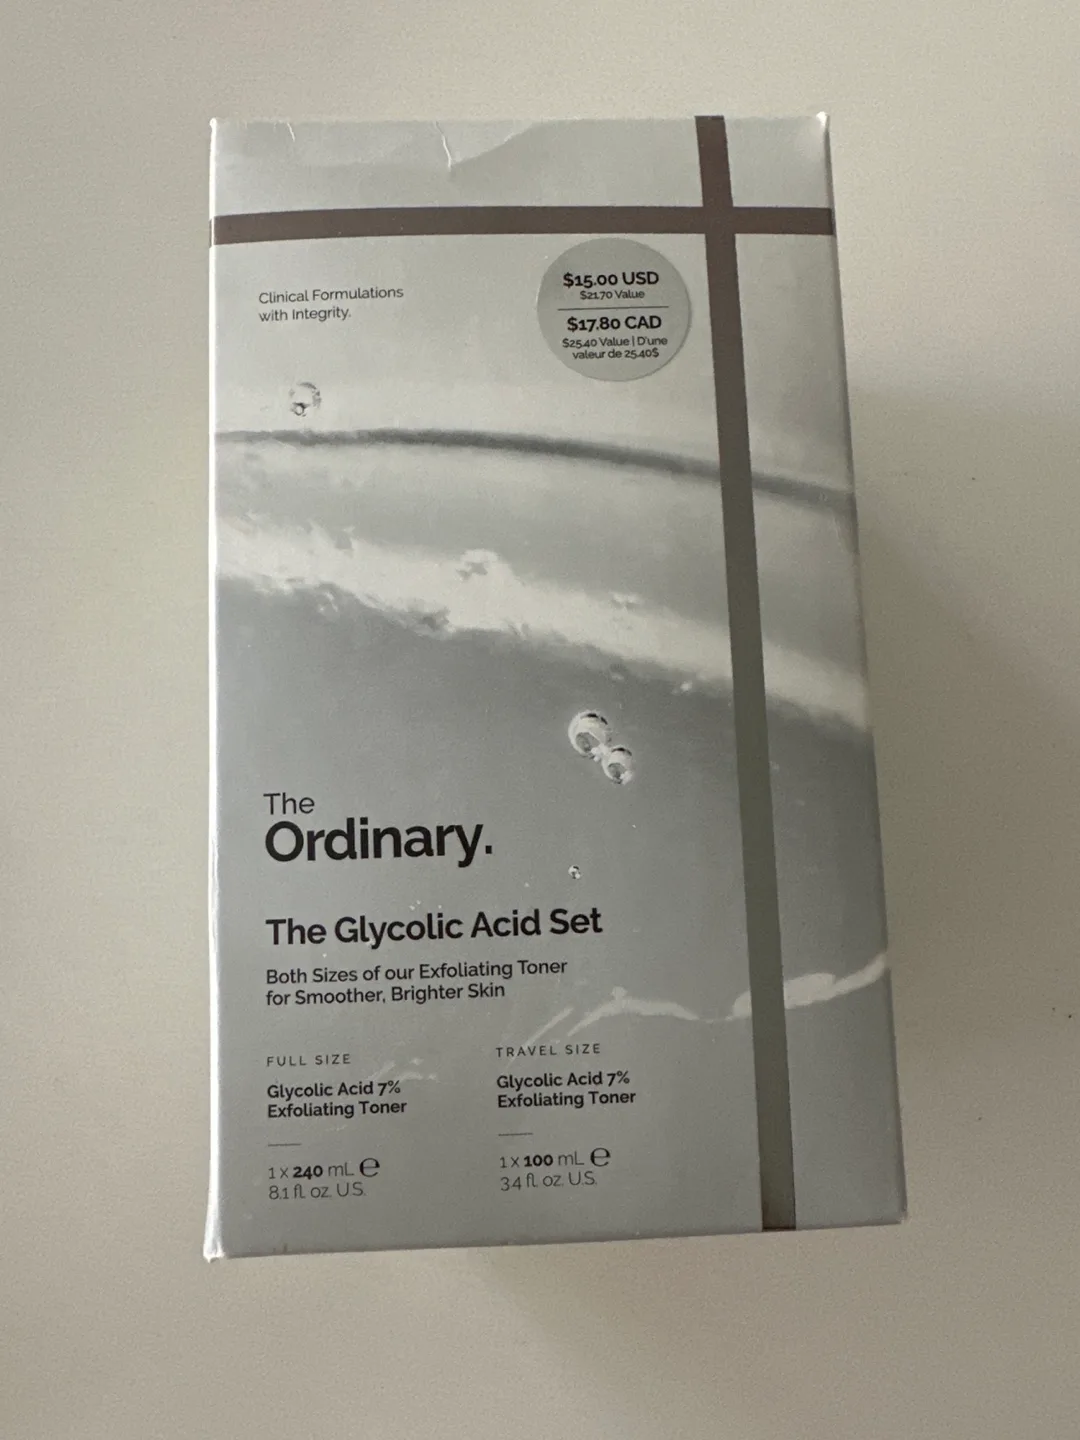 Clinical Formulations
with Integrity.
$15.00 USD
$21.70 Value
$17.80 CAD
$25.40 Value | D'une
valeur de 25.40$
The
Ordinary.
The Glycolic Acid Set
Both Sizes of our Exfoliating Toner
for Smoother, Brighter Skin
FULL SIZE
Glycolic Acid 7%
Exfoliating Toner
1 x 240 mL ℮
8.1 fl. oz. U.S.
TRAVEL SIZE
Glycolic Acid 7%
Exfoliating Toner
1 x 100 mL ℮
3.4 fl. oz. U.S.